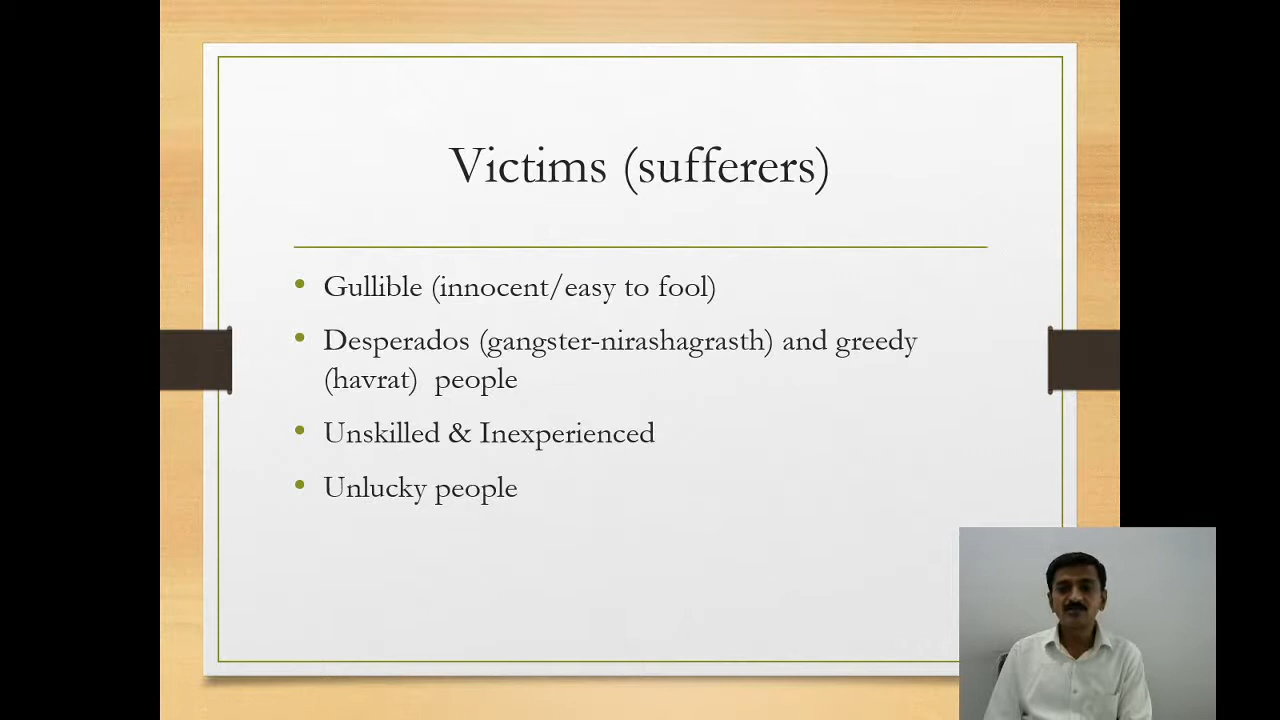 Victims (sufferers)
• Gullible (innocent/easy to fool)
• Desperados (gangster-nirashagrasth) and greedy
(havrat) people
• Unskilled & Inexperienced
• Unlucky people